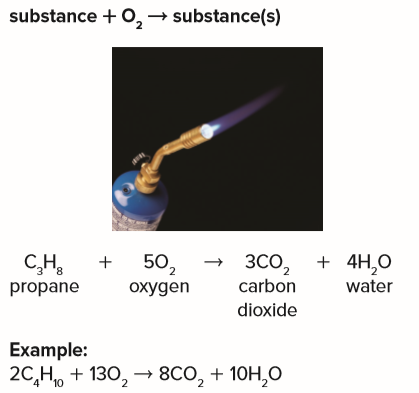 substance + O₂ → substance(s)
C₃H₈ + 5O₂ → 3CO₂ + 4H₂O
propane oxygen carbon dioxide water
Example:
2C₄H₁₀ + 13O₂ → 8CO₂ + 10H₂O